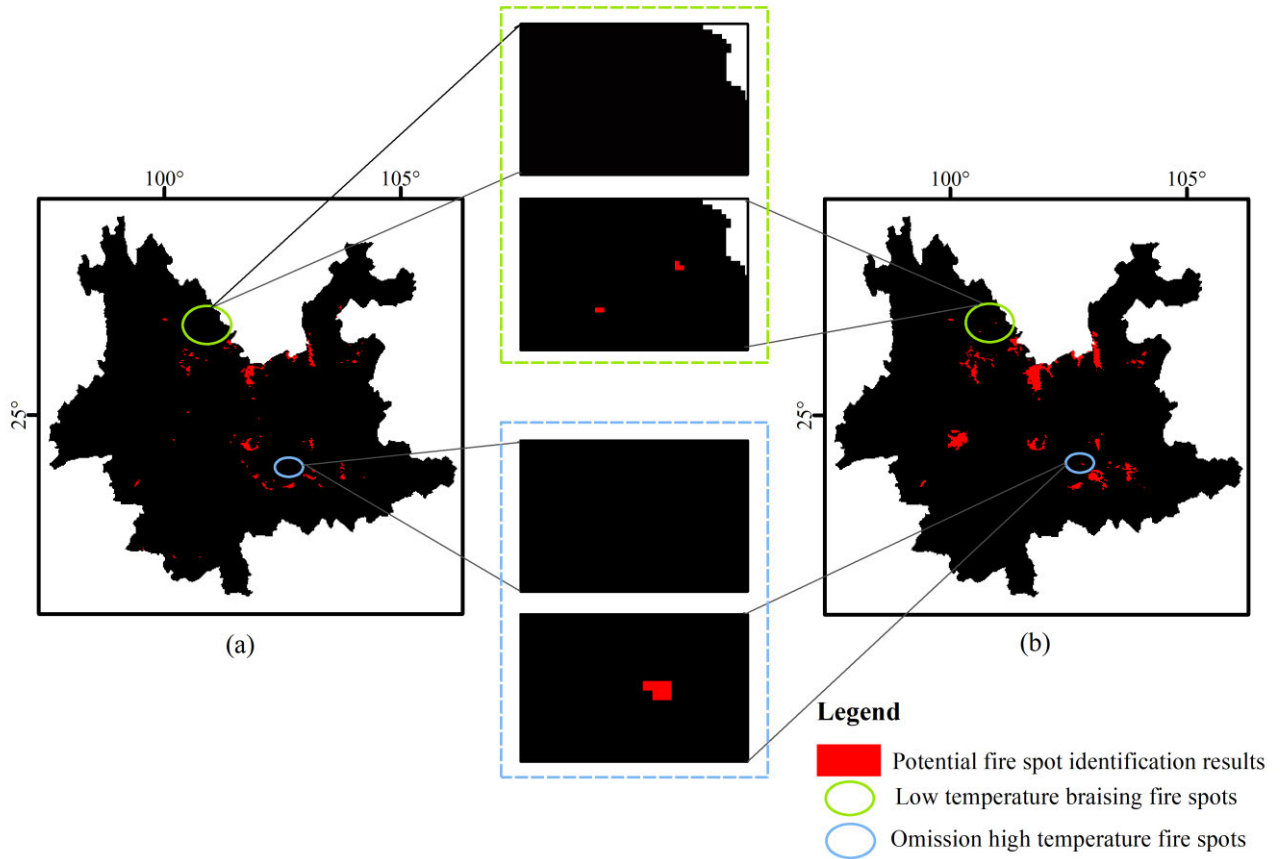 100°
105°
100°
105°
25°
25°
(a)
(b)
Legend
Potential fire spot identification results
Low temperature braising fire spots
Omission high temperature fire spots